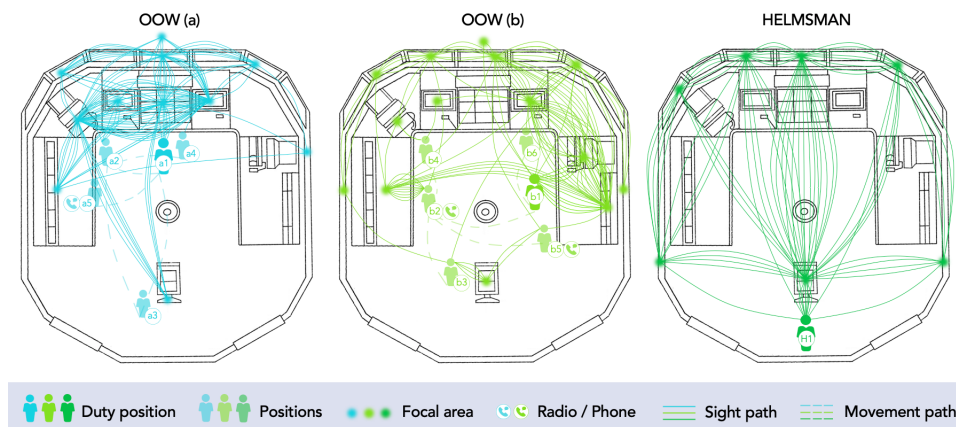 OOW (a)
OOW (b)
HELMSMAN
a2
a1
a4
a5
a3
b4
b6
b1
b2
b5
b3
H1
Duty position
Positions
Focal area
Radio / Phone
Sight path
Movement path